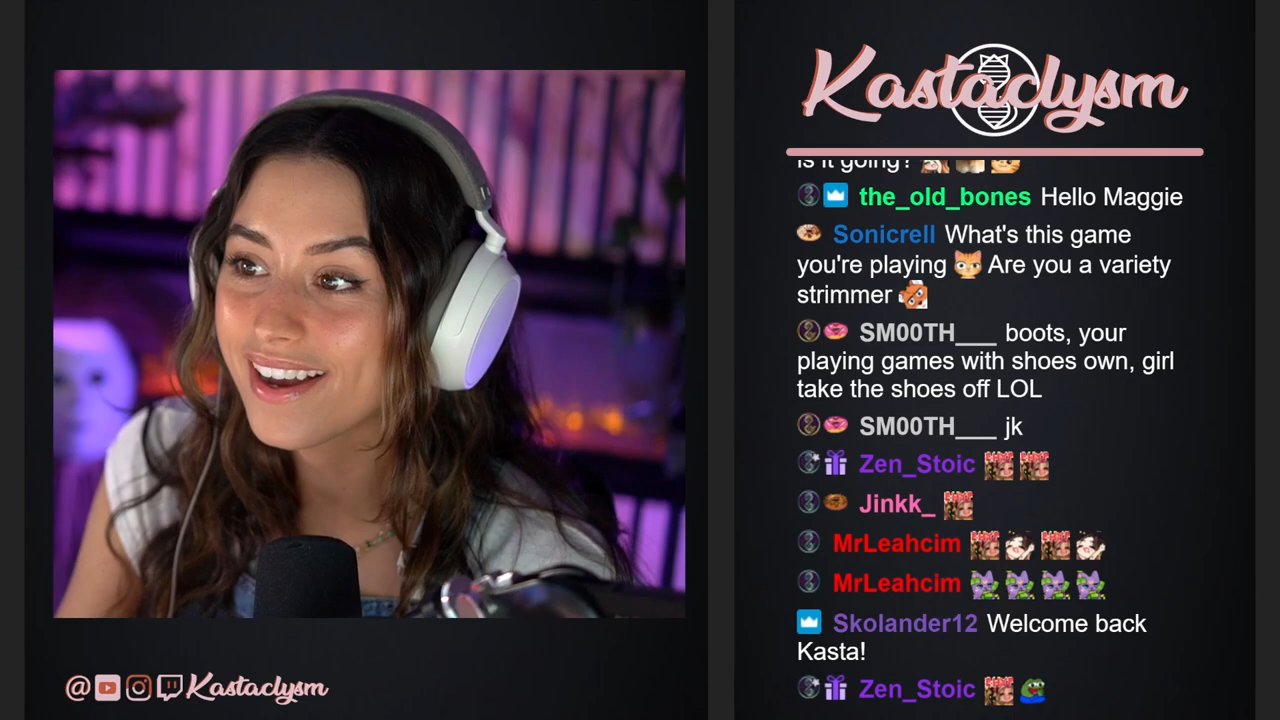 Kastaclysm
is it going?
the_old_bones Hello Maggie
Sonicrell What's this game
you're playing Are you a variety
strimmer
SM00TH___ boots, your
playing games with shoes own, girl
take the shoes off LOL
SM00TH___ jk
Zen_Stoic
Jinkk_
MrLeahcim
MrLeahcim
Skolander12 Welcome back
Kasta!
Zen_Stoic
@ Kastaclysm